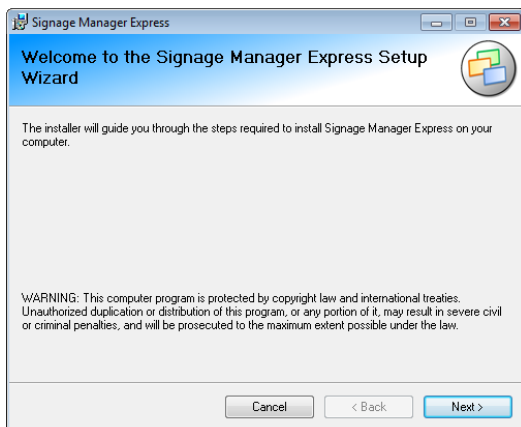 Signage Manager Express
Welcome to the Signage Manager Express Setup
Wizard
The installer will guide you through the steps required to install Signage Manager Express on your
computer.
WARNING: This computer program is protected by copyright law and international treaties.
Unauthorized duplication or distribution of this program, or any portion of it, may result in severe civil
or criminal penalties, and will be prosecuted to the maximum extent possible under the law.
Cancel < Back Next >